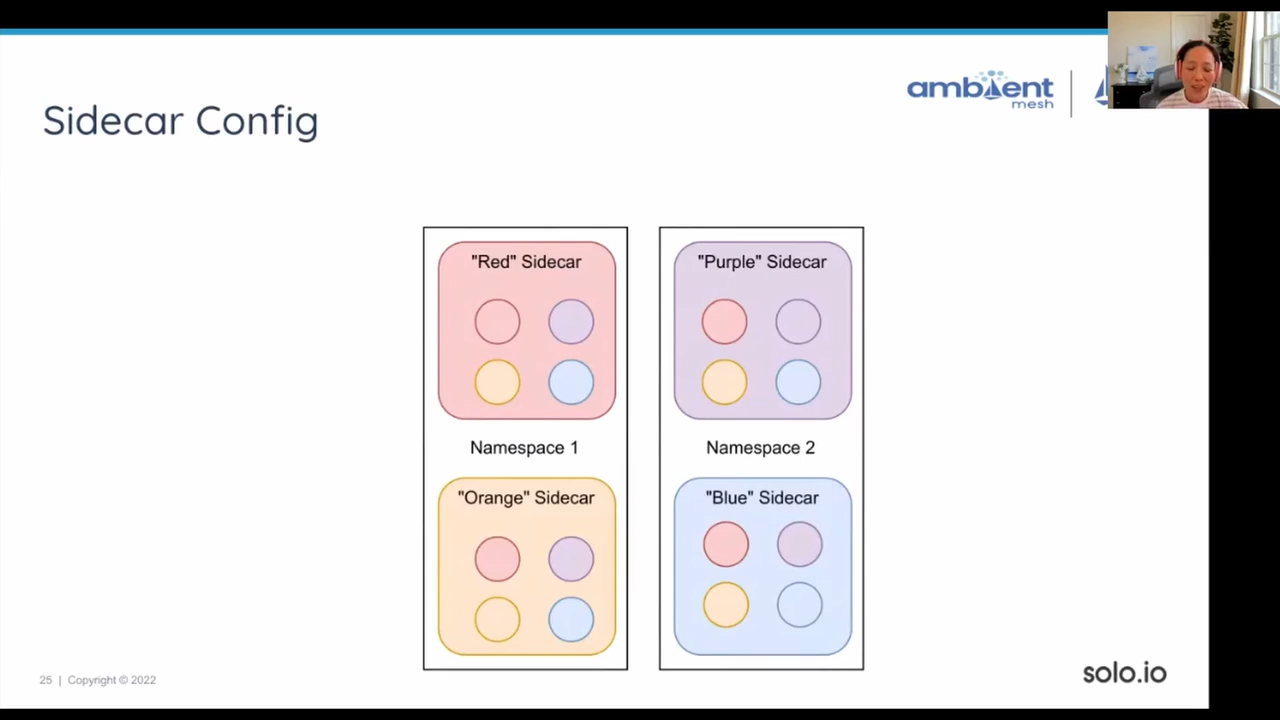 Sidecar Config
ambient
mesh
"Red" Sidecar
"Purple" Sidecar
Namespace 1
Namespace 2
"Orange" Sidecar
"Blue" Sidecar
25 | Copyright © 2022
solo.io